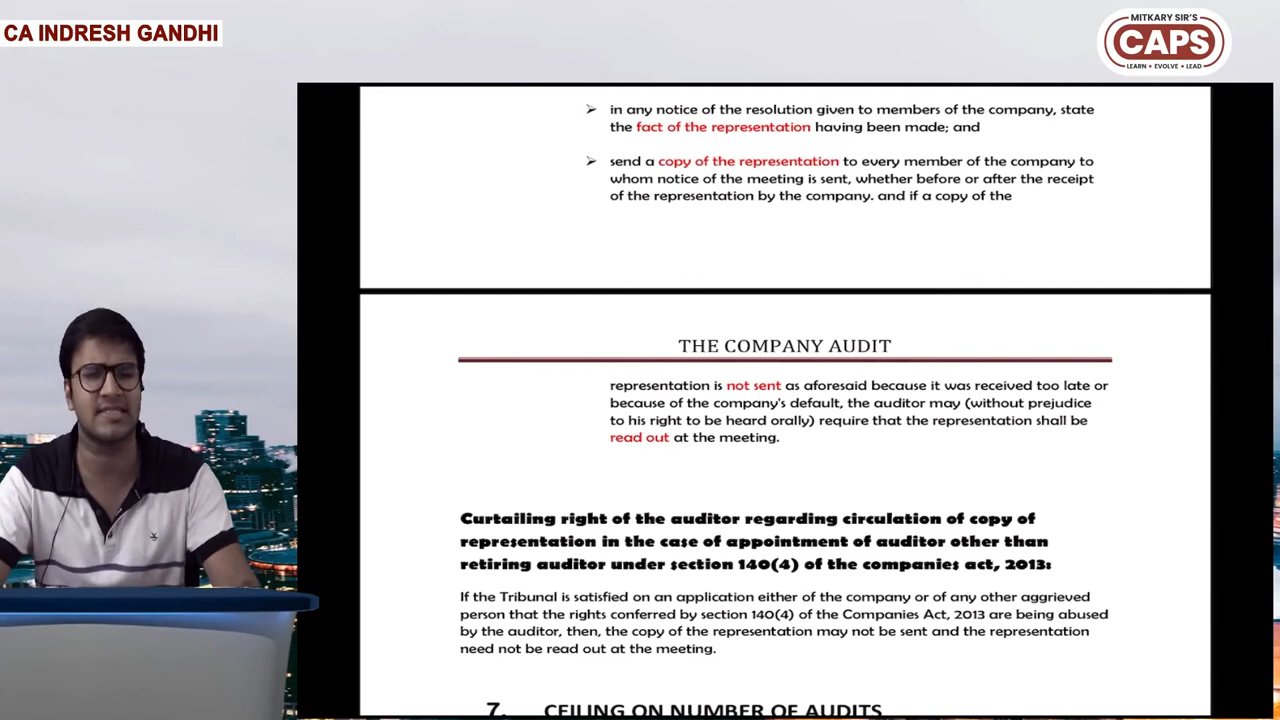 CA INDRESH GANDHI
MITKARY SIR'S
CAPS
LEARN • EVOLVE • LEAD
➢ in any notice of the resolution given to members of the company, state
the fact of the representation having been made; and
➢ send a copy of the representation to every member of the company to
whom notice of the meeting is sent, whether before or after the receipt
of the representation by the company. and if a copy of the
THE COMPANY AUDIT
representation is not sent as aforesaid because it was received too late or
because of the company's default, the auditor may (without prejudice
to his right to be heard orally) require that the representation shall be
read out at the meeting.
Curtailing right of the auditor regarding circulation of copy of
representation in the case of appointment of auditor other than
retiring auditor under section 140(4) of the companies act, 2013:
If the Tribunal is satisfied on an application either of the company or of any other aggrieved
person that the rights conferred by section 140(4) of the Companies Act, 2013 are being abused
by the auditor, then, the copy of the representation may not be sent and the representation
need not be read out at the meeting.
7. CEILING ON NUMBER OF AUDITS